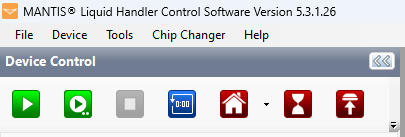 MANTIS® Liquid Handler Control Software Version 5.3.1.26
File Device Tools Chip Changer Help
Device Control
0:00